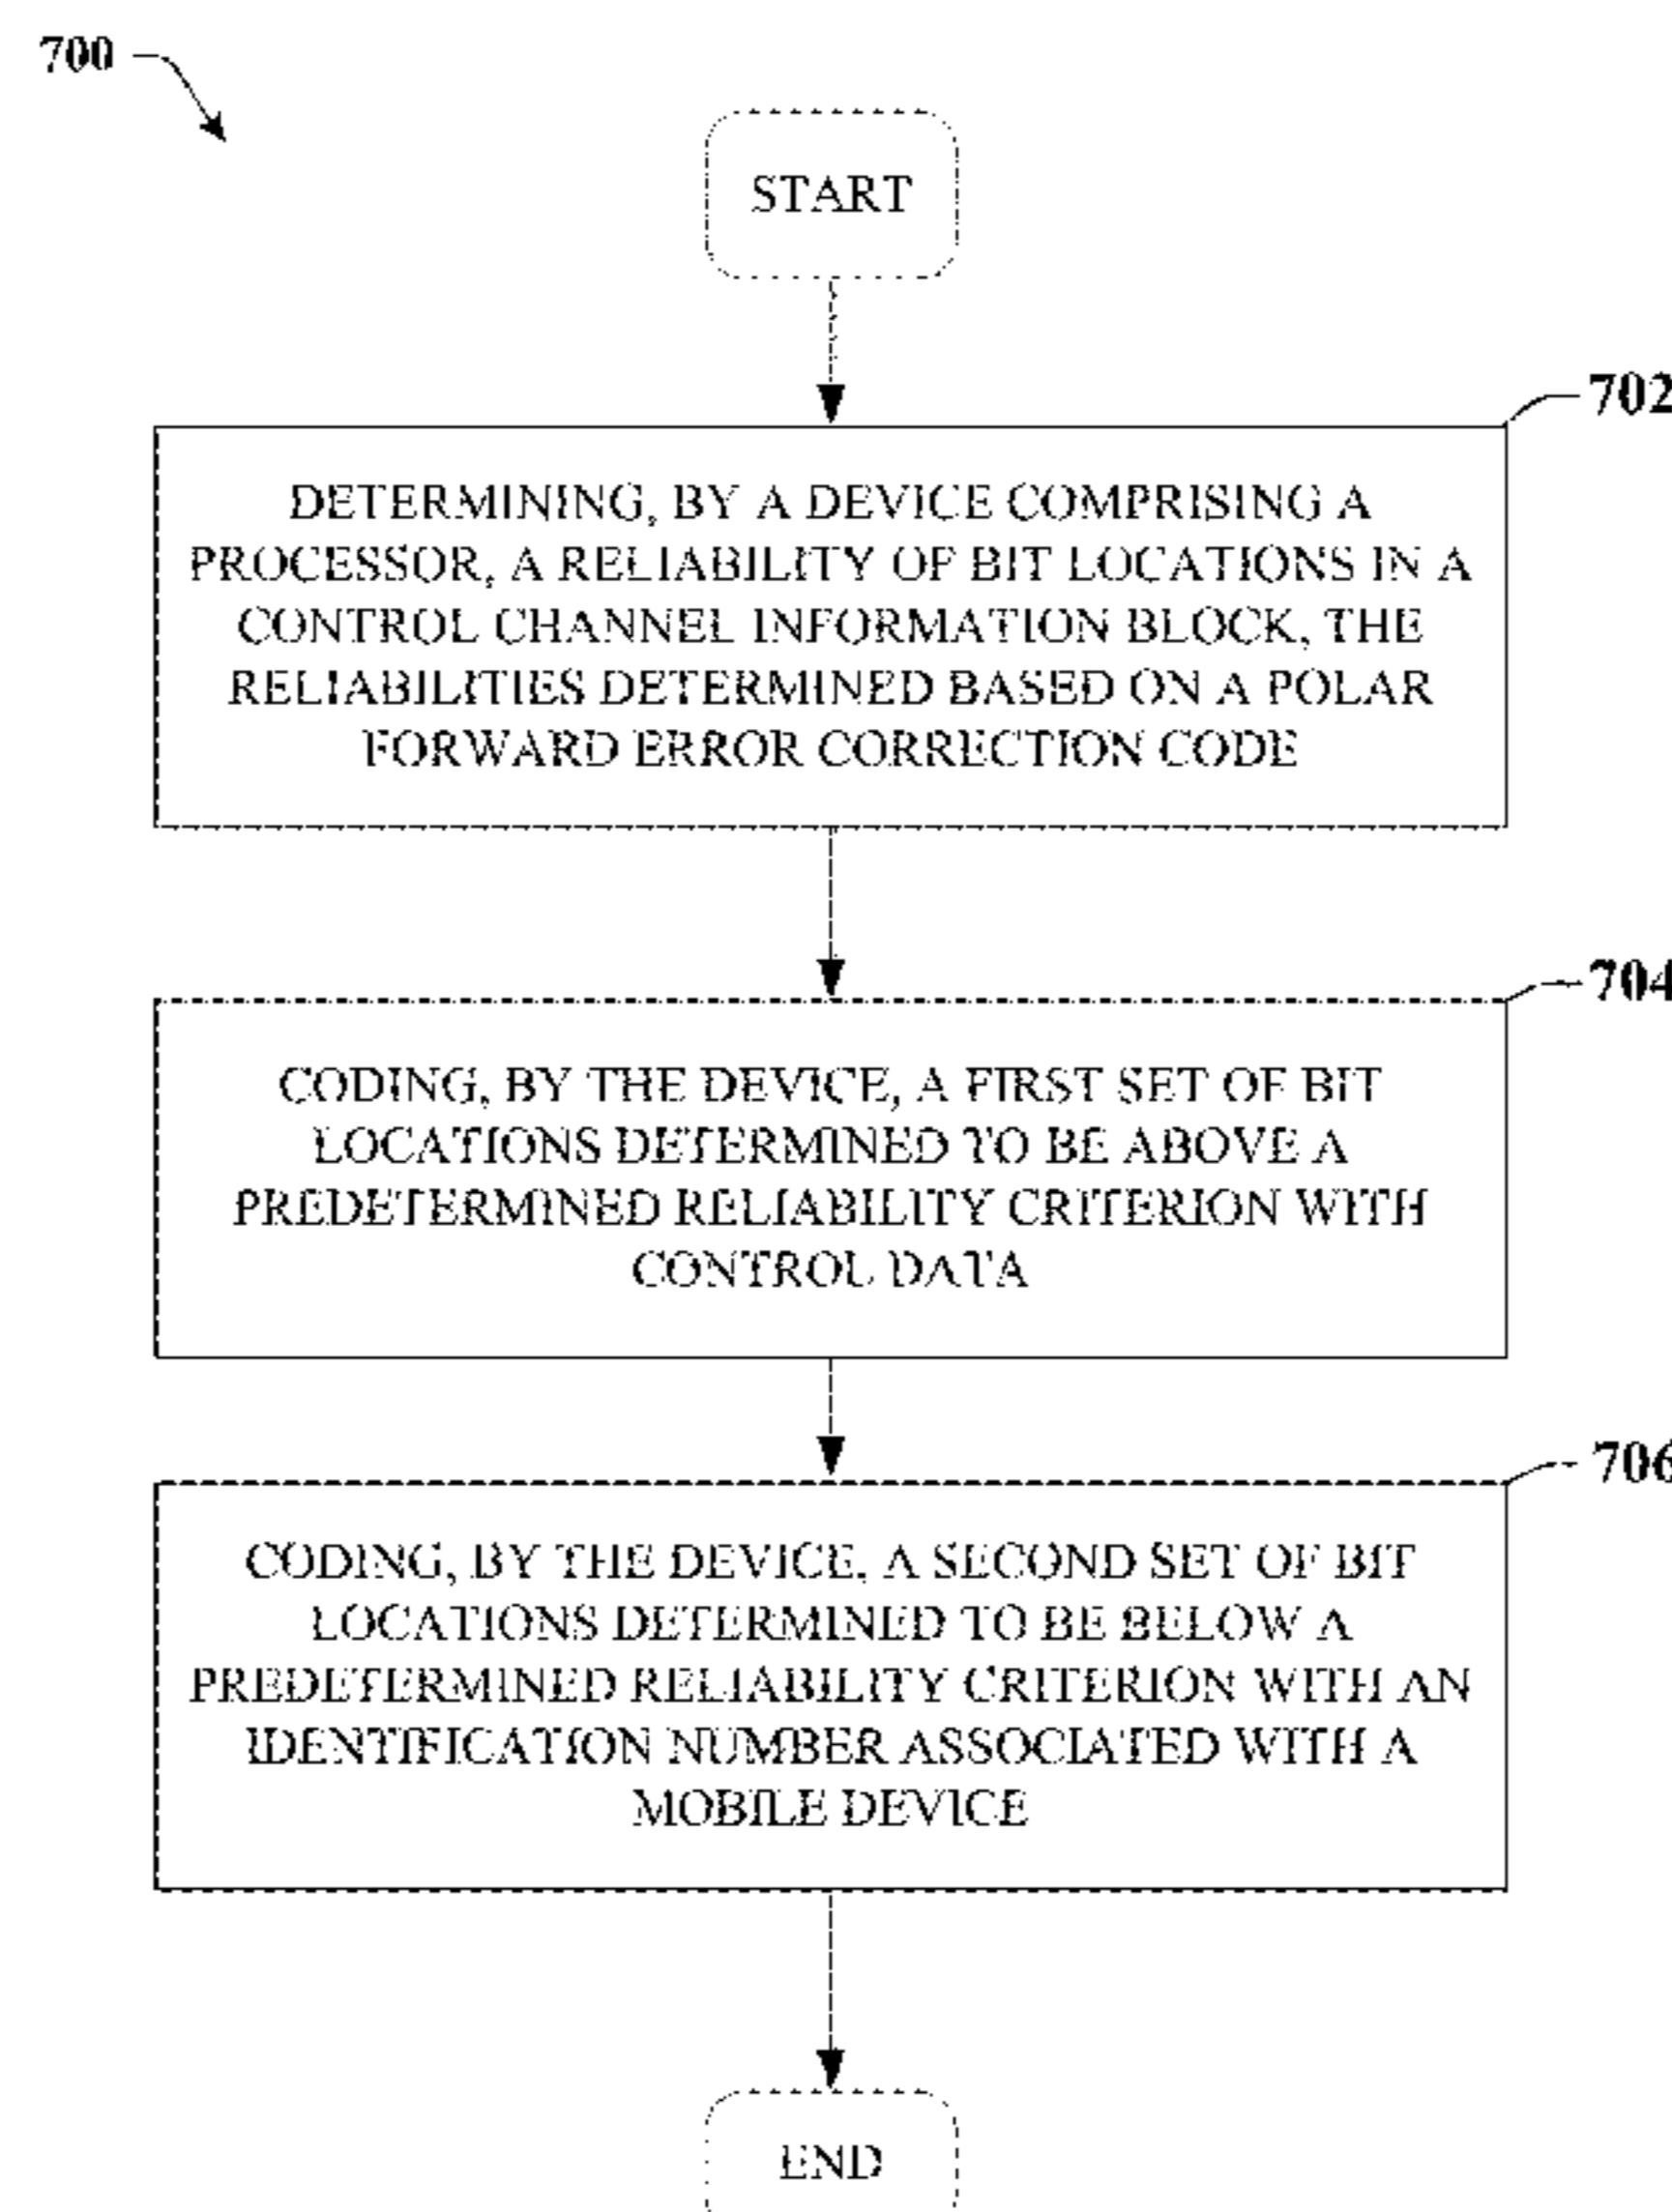 700
START
702
DETERMINING, BY A DEVICE COMPRISING A
PROCESSOR, A RELIABILITY OF BIT LOCATIONS IN A
CONTROL CHANNEL INFORMATION BLOCK, THE
RELIABILITIES DETERMINED BASED ON A POLAR
FORWARD ERROR CORRECTION CODE
704
CODING, BY THE DEVICE, A FIRST SET OF BIT
LOCATIONS DETERMINED TO BE ABOVE A
PREDETERMINED RELIABILITY CRITERION WITH
CONTROL DATA
706
CODING, BY THE DEVICE, A SECOND SET OF BIT
LOCATIONS DETERMINED TO BE BELOW A
PREDETERMINED RELIABILITY CRITERION WITH AN
IDENTIFICATION NUMBER ASSOCIATED WITH A
MOBILE DEVICE
END